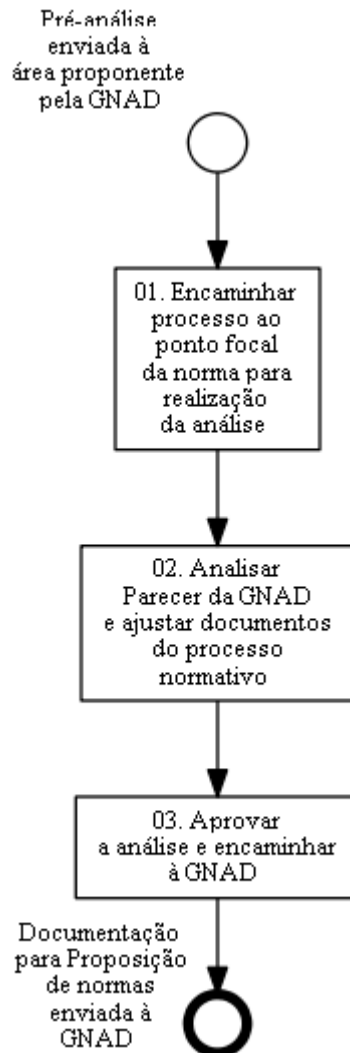 Pré-análise
enviada à
área proponente
pela GNAD
01. Encaminhar
processo ao
ponto focal
da norma para
realização
da análise
02. Analisar
Parecer da GNAD
e ajustar documentos
do processo
normativo
03. Aprovar
a análise e encaminhar
à GNAD
Documentação
para Proposição
de normas
enviada à
GNAD